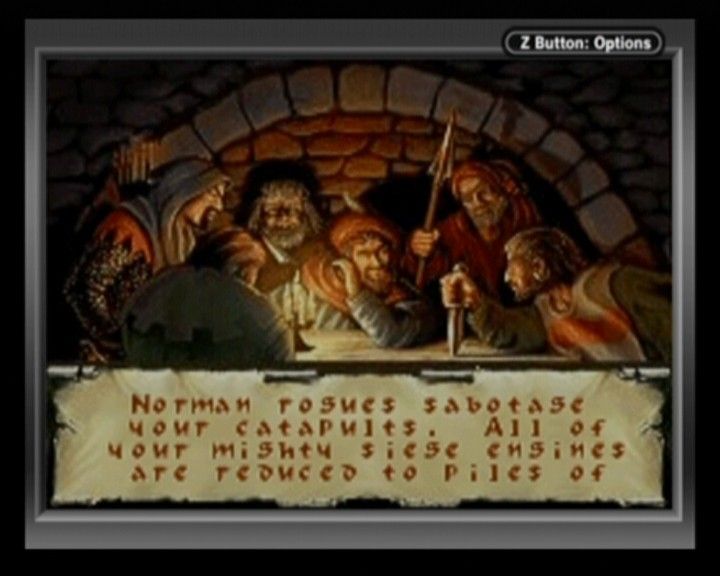 Z Button: Options
Norman rogues sabotage
your catapults. All of
your mighty siege engines
are reduced to piles of